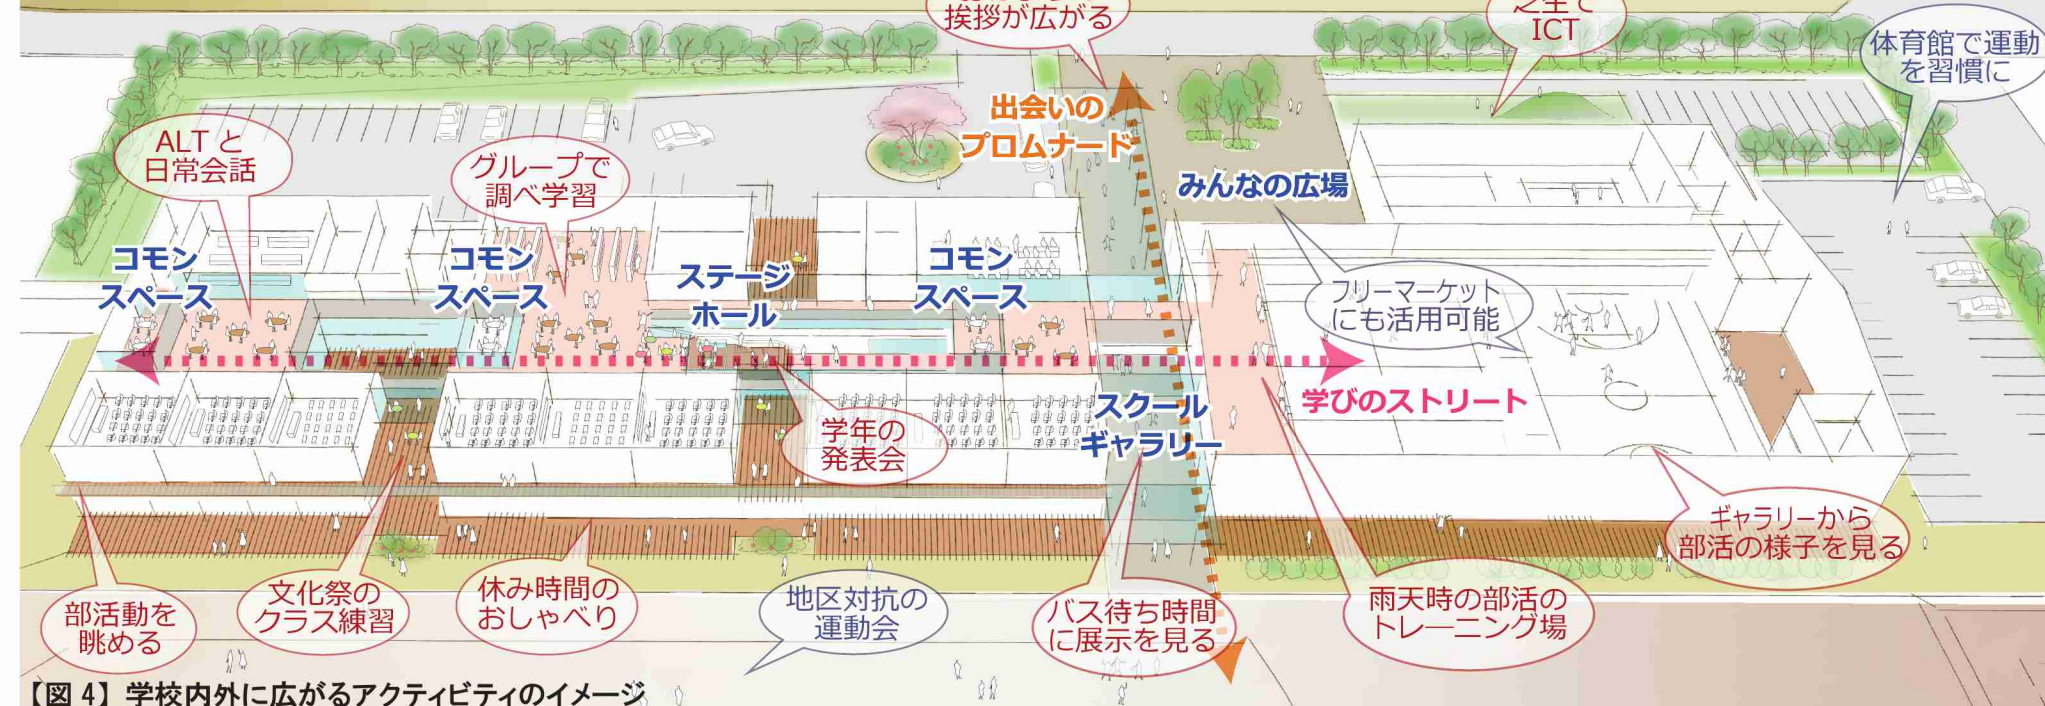 挨拶が広がる
芝生で
ICT
体育館で運動
を習慣に
出会いの
プロムナード
ALTと
日常会話
グループで
調べ学習
みんなの広場
コモン
スペース
コモン
スペース
ステージ
ホール
コモン
スペース
フリーマーケット
にも活用可能
学びのストリート
スクール
ギャラリー
学年の
発表会
ギャラリーから
部活の様子を見る
部活動を
眺める
文化祭の
クラス練習
休み時間の
おしゃべり
地区対抗の
運動会
バス待ち時間
に展示を見る
雨天時の部活の
トレーニング場
【図 4】学校内外に広がるアクティビティのイメージ